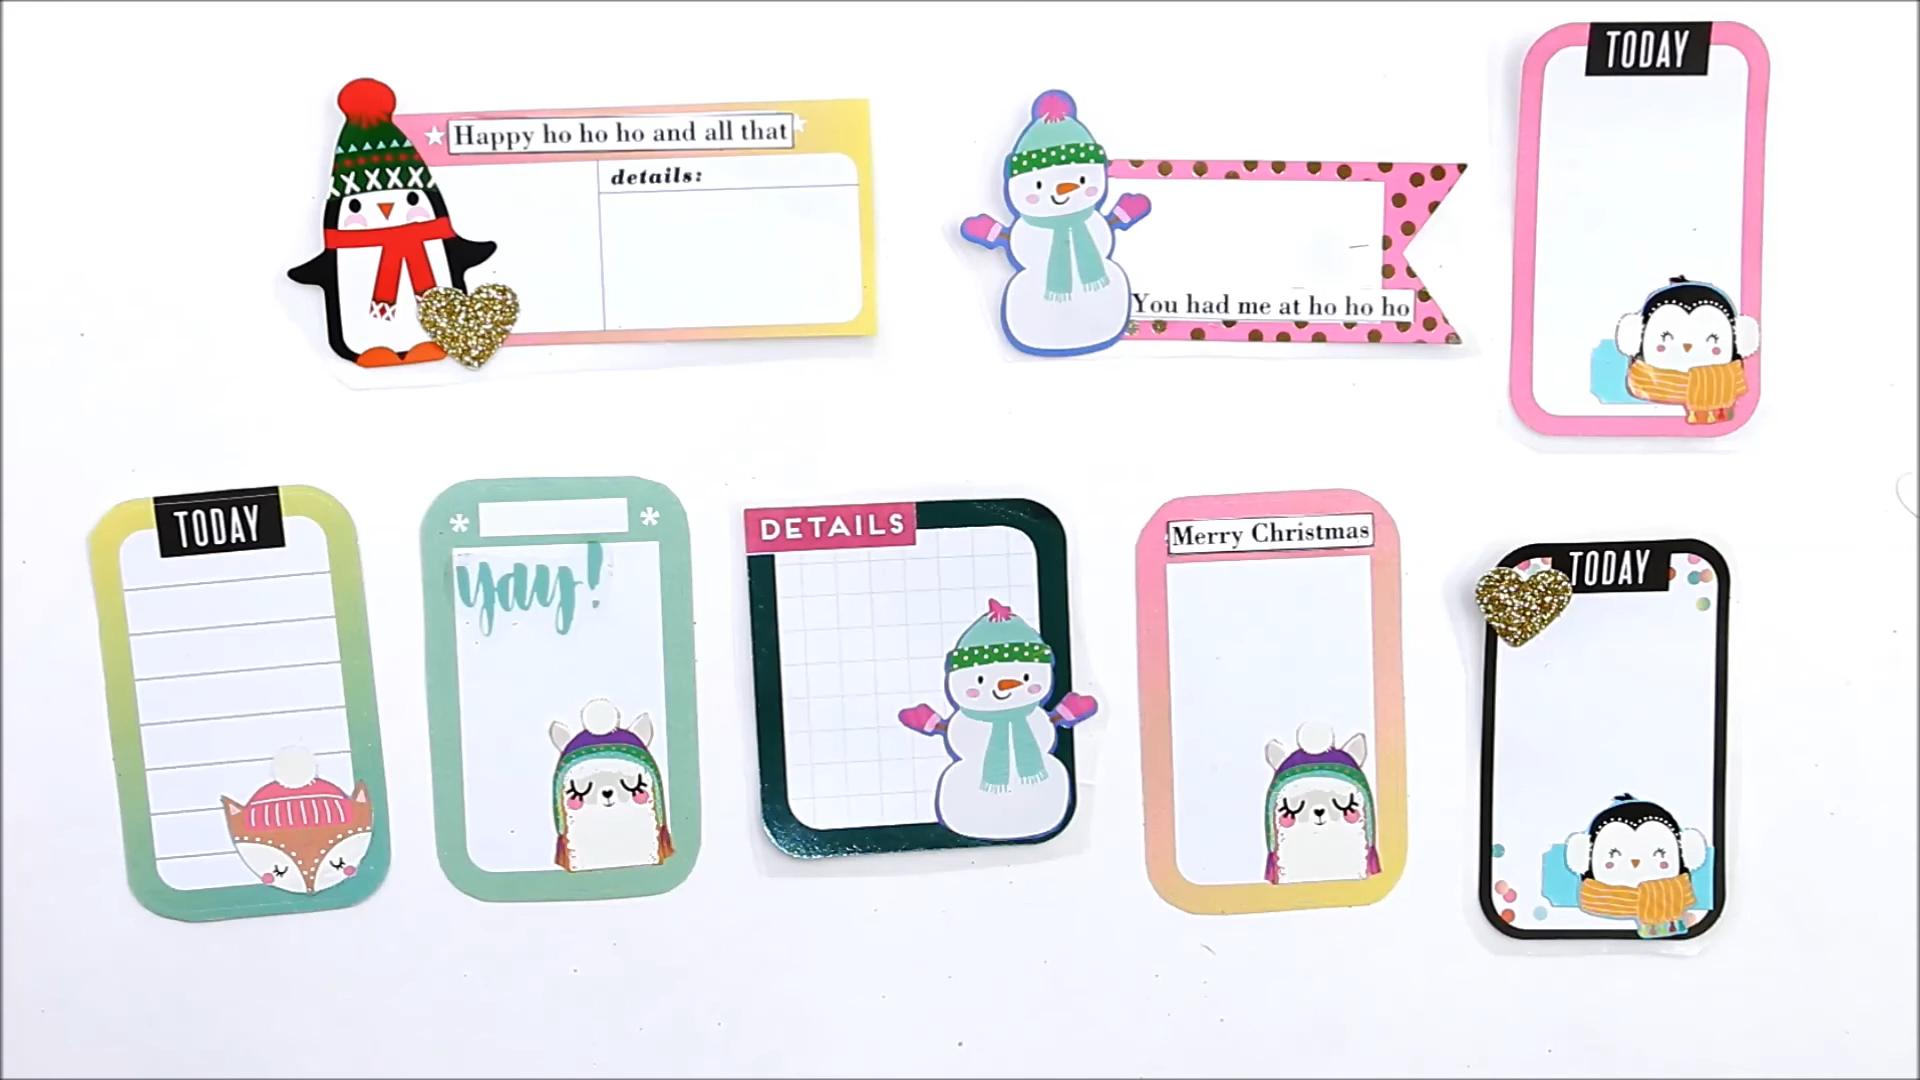 TODAY
Happy ho ho ho and all that
details:
You had me at ho ho ho
TODAY
yay!
DETAILS
Merry Christmas
TODAY